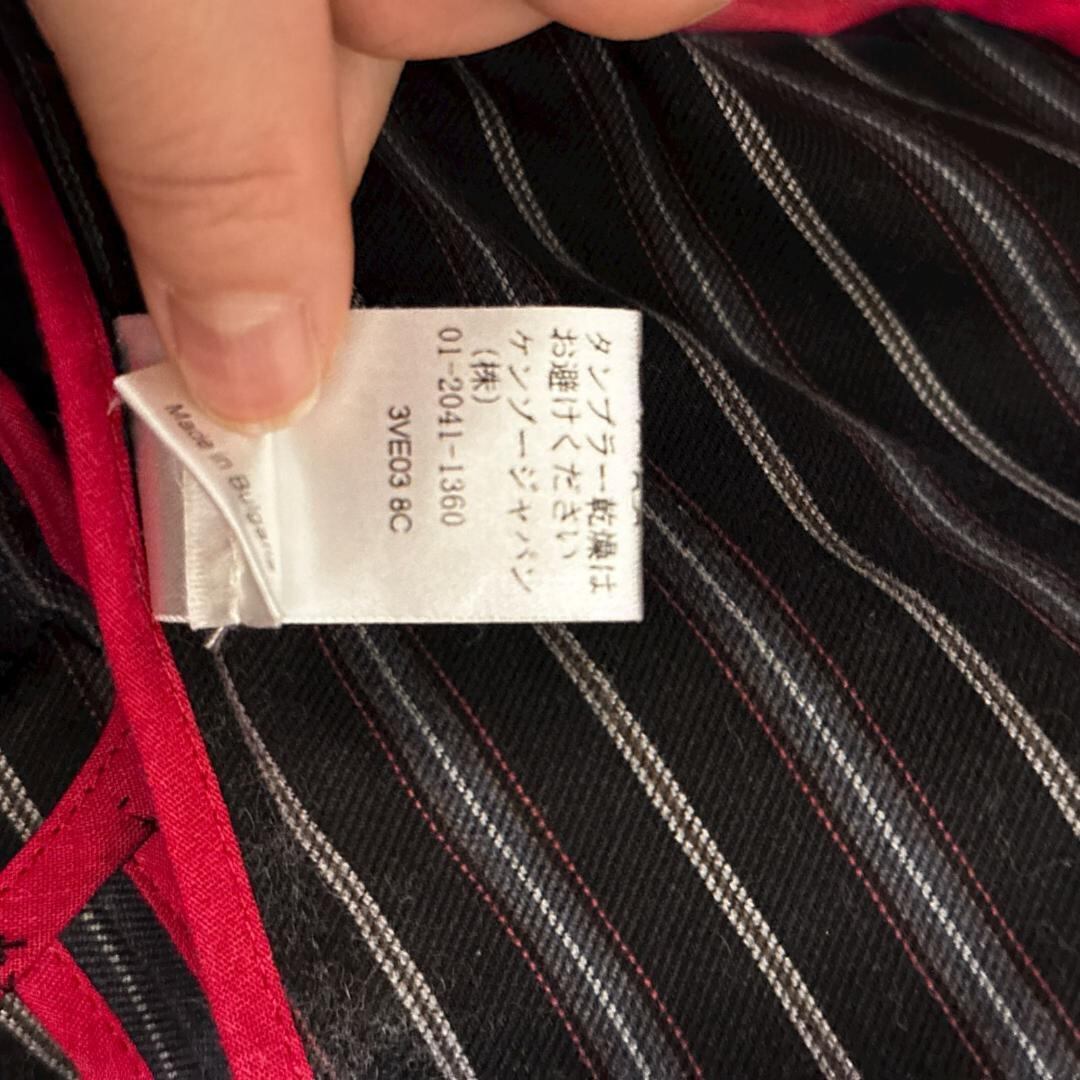 タンブラー乾燥は
お避けください
ケンゾージャパン
(株)
01-2041-1360
3VE03 8C
Made in Bulgaria